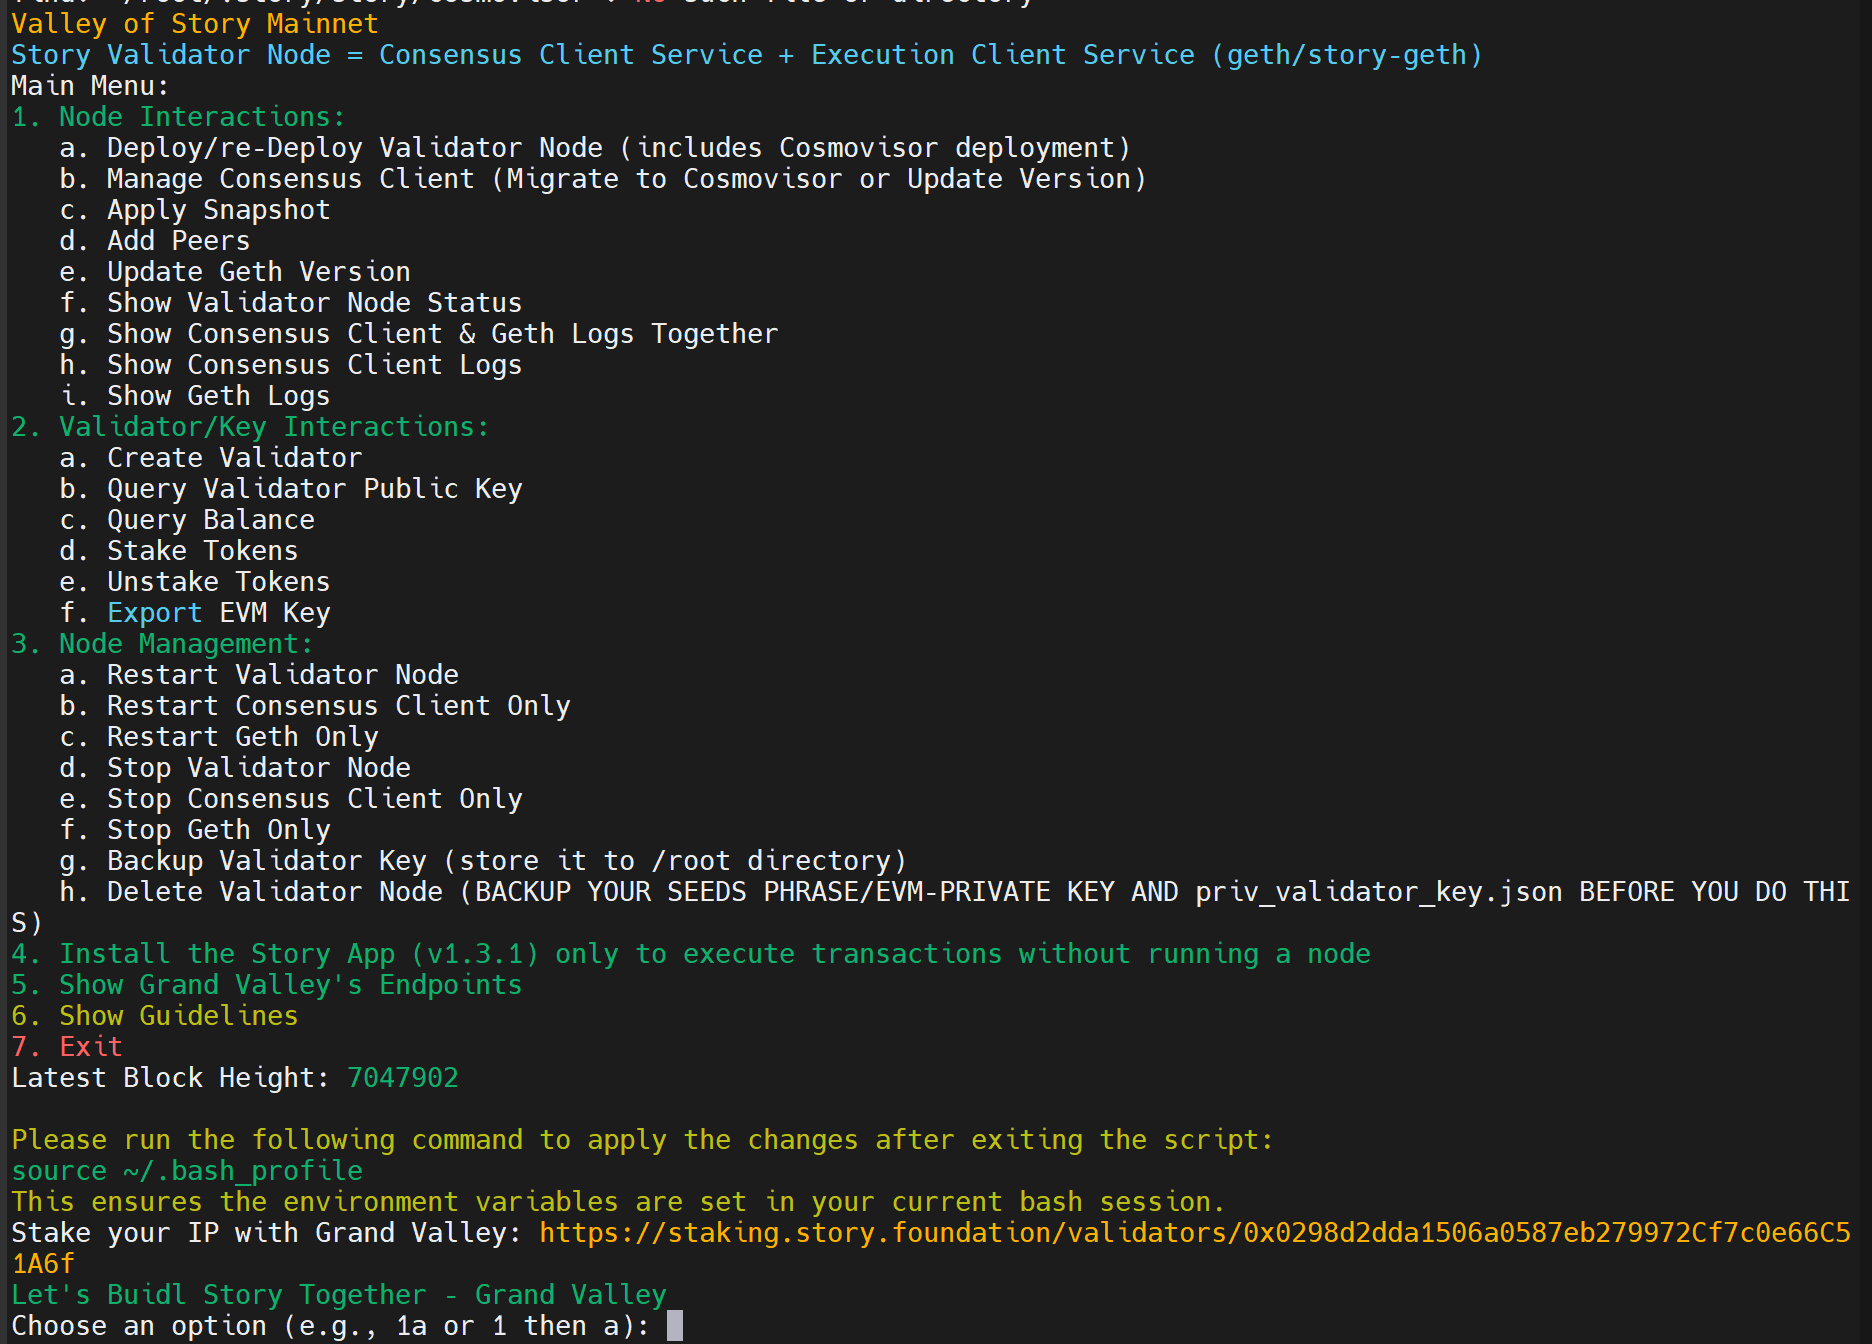 Valley of Story Mainnet
Story Validator Node = Consensus Client Service + Execution Client Service (geth/story-geth)
Main Menu:
1. Node Interactions:
   a. Deploy/re-Deploy Validator Node (includes Cosmovisor deployment)
   b. Manage Consensus Client (Migrate to Cosmovisor or Update Version)
   c. Apply Snapshot
   d. Add Peers
   e. Update Geth Version
   f. Show Validator Node Status
   g. Show Consensus Client & Geth Logs Together
   h. Show Consensus Client Logs
   i. Show Geth Logs
2. Validator/Key Interactions:
   a. Create Validator
   b. Query Validator Public Key
   c. Query Balance
   d. Stake Tokens
   e. Unstake Tokens
   f. Export EVM Key
3. Node Management:
   a. Restart Validator Node
   b. Restart Consensus Client Only
   c. Restart Geth Only
   d. Stop Validator Node
   e. Stop Consensus Client Only
   f. Stop Geth Only
   g. Backup Validator Key (store it to /root directory)
   h. Delete Validator Node (BACKUP YOUR SEEDS PHRASE/EVM-PRIVATE KEY AND priv_validator_key.json BEFORE YOU DO THI
S)
4. Install the Story App (v1.3.1) only to execute transactions without running a node
5. Show Grand Valley's Endpoints
6. Show Guidelines
7. Exit
Latest Block Height: 7047902
Please run the following command to apply the changes after exiting the script:
source ~/.bash_profile
This ensures the environment variables are set in your current bash session.
Stake your IP with Grand Valley: https://staking.story.foundation/validators/0x0298d2dda1506a0587eb279972Cf7c0e66C5
1A6f
Let's Buidl Story Together - Grand Valley
Choose an option (e.g., 1a or 1 then a):